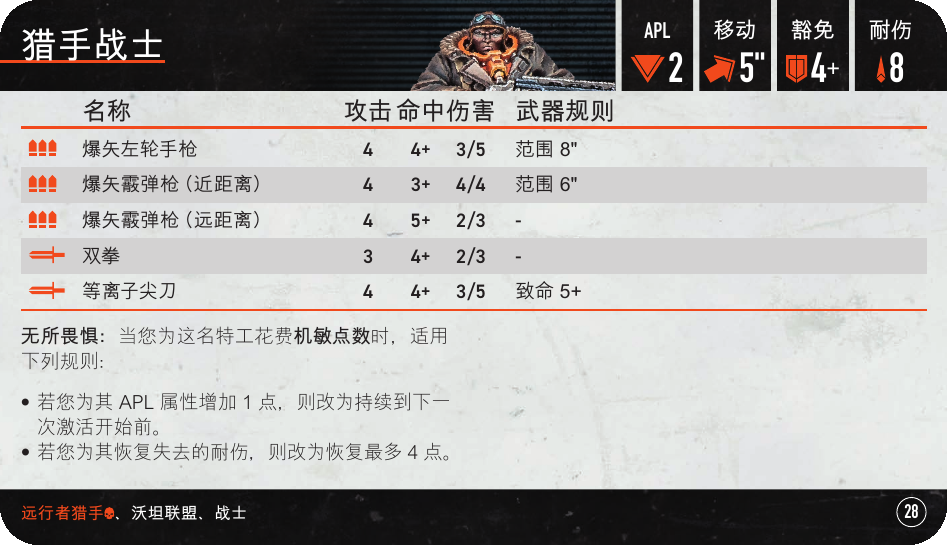 猎手战士
APL 移动 豁免 耐伤
2 5" 4+ 8
名称 攻击 命中 伤害 武器规则
爆矢左轮手枪 4 4+ 3/5 范围 8"
爆矢霰弹枪（近距离） 4 3+ 4/4 范围 6"
爆矢霰弹枪（远距离） 4 5+ 2/3 -
双拳 3 4+ 2/3 -
等离子尖刀 4 4+ 3/5 致命 5+
无所畏惧：当您为这名特工花费机敏点数时，适用
下列规则:
• 若您为其 APL 属性增加 1 点，则改为持续到下一
次激活开始前。
• 若您为其恢复失去的耐伤，则改为恢复最多 4 点。
远行者猎手、沃坦联盟、战士
28